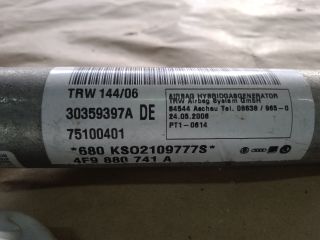 TRW 144/06
30359397A DE
75100401
AIRBAG HYBRIDGASGENERATOR
TRW Airbag System GmbH
84544 Aschau Tel. 08638 / 965-0
24.05.2006
PT1-0614
*680 KSO2109777S*
4F9 880 741 A